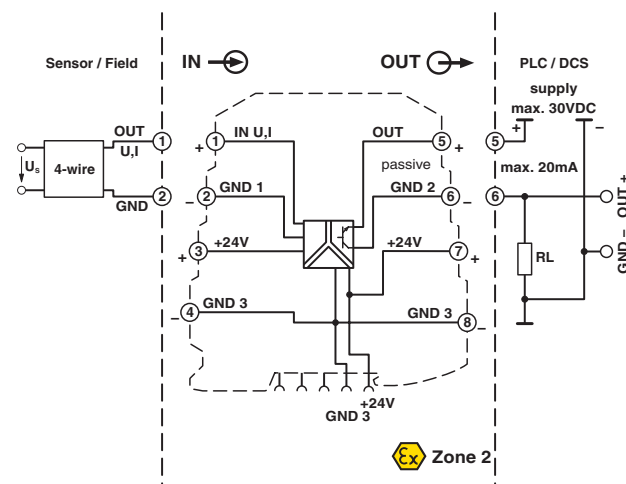 Sensor / Field
IN
OUT
PLC / DCS
supply
max. 30VDC
OUT
U,I
1
+
1
IN U,I
OUT
5
+
5
+
–
Us
4-wire
passive
max. 20mA
2
GND
–
2
GND 1
GND 2
6
–
6
OUT +
3
+
+24V
+24V
7
+
RL
GND –
4
–
GND 3
GND 3
8
–
+24V
GND 3
Ex
Zone 2